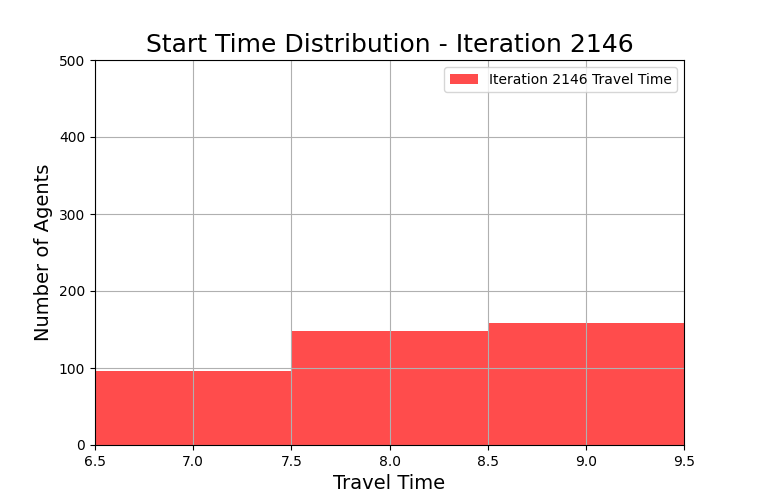 Start Time Distribution - Iteration 2146
500
Iteration 2146 Travel Time
400
300
200
100
0
Number of Agents
6.5 7.0 7.5 8.0 8.5 9.0 9.5
Travel Time